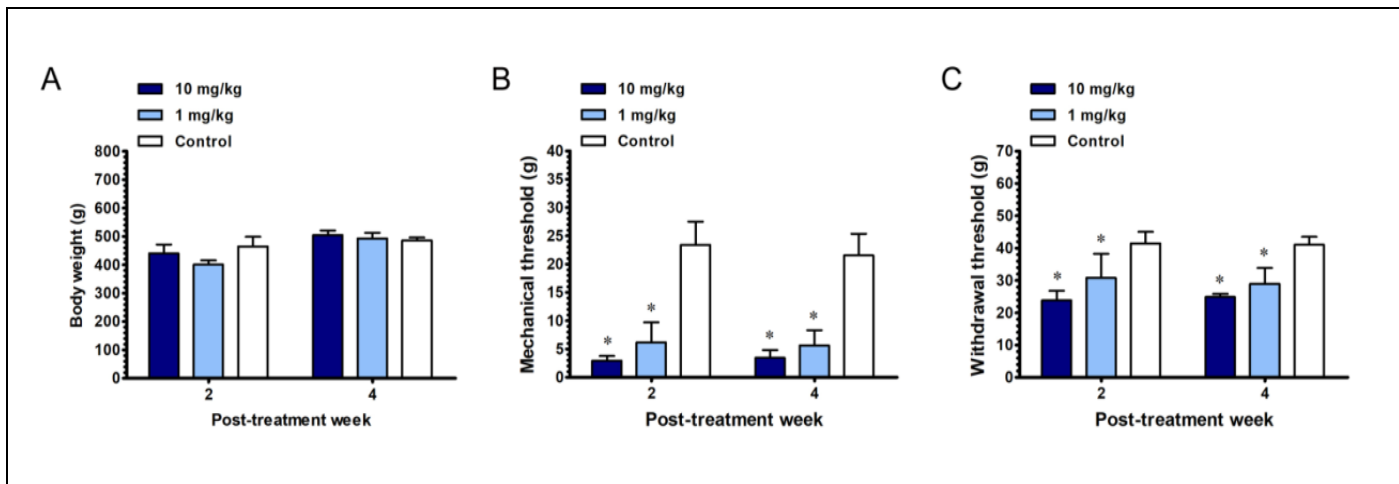 A
10 mg/kg
1 mg/kg
Control
Body weight (g)
800
700
600
500
400
300
200
100
0
2
4
Post-treatment week
B
10 mg/kg
1 mg/kg
Control
Mechanical threshold (g)
40
35
30
25
20
15
10
5
0
*
*
*
*
2
4
Post-treatment week
C
10 mg/kg
1 mg/kg
Control
Withdrawal threshold (g)
70
60
50
40
30
20
10
0
*
*
*
*
2
4
Post-treatment week